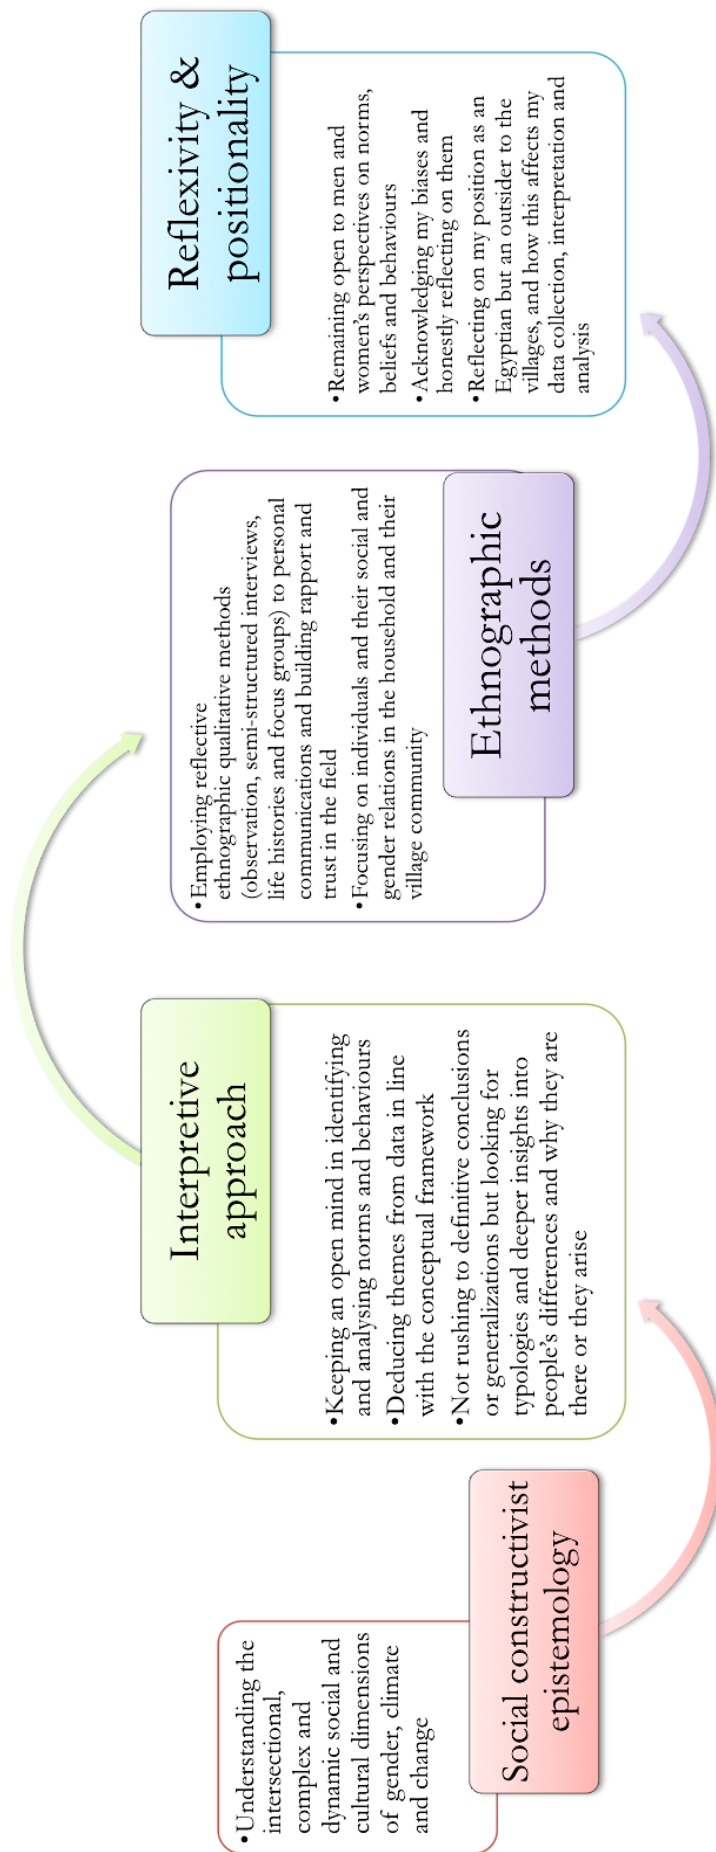 •Understanding the
intersectional,
complex and
dynamic social and
cultural dimensions
of gender, climate
and change
Social constructivist
epistemology
Interpretive
approach
•Keeping an open mind in identifying
and analysing norms and behaviours
•Deducing themes from data in line
with the conceptual framework
•Not rushing to definitive conclusions
or generalizations but looking for
typologies and deeper insights into
people's differences and why they are
there or they arise
•Employing reflective
ethnographic qualitative methods
(observation, semi-structured interviews,
life histories and focus groups) to personal
communications and building rapport and
trust in the field
•Focusing on individuals and their social and
gender relations in the household and their
village community
Ethnographic
methods
Reflexivity &
positionality
•Remaining open to men and
women's perspectives on norms,
beliefs and behaviours
•Acknowledging my biases and
honestly reflecting on them
•Reflecting on my position as an
Egyptian but an outsider to the
villages, and how this affects my
data collection, interpretation and
analysis